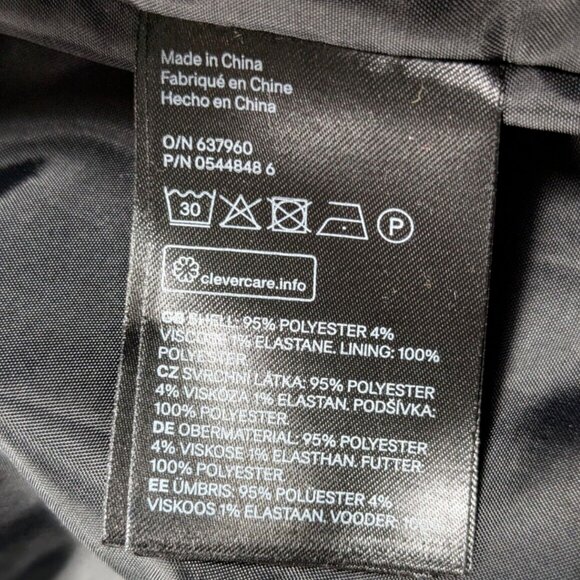 Made in China
Fabriqué en Chine
Hecho en China
O/N 637960
P/N 0544848 6
30
P
clevercare.info
GB SHELL: 95% POLYESTER 4%
VISCOSE 1% ELASTANE. LINING: 100%
POLYESTER
CZ SVRCHNI LÁTKA: 95% POLYESTER
4% VISKÓZA 1% ELASTAN. PODŠÍVKA:
100% POLYESTER.
DE OBERMATERIAL: 95% POLYESTER
4% VISKOSE 1% ELASTHAN. FUTTER:
100% POLYESTER
EE ÜMBRIS: 95% POLÜESTER 4%
VISKOOS 1% ELASTAAN. VOODER: